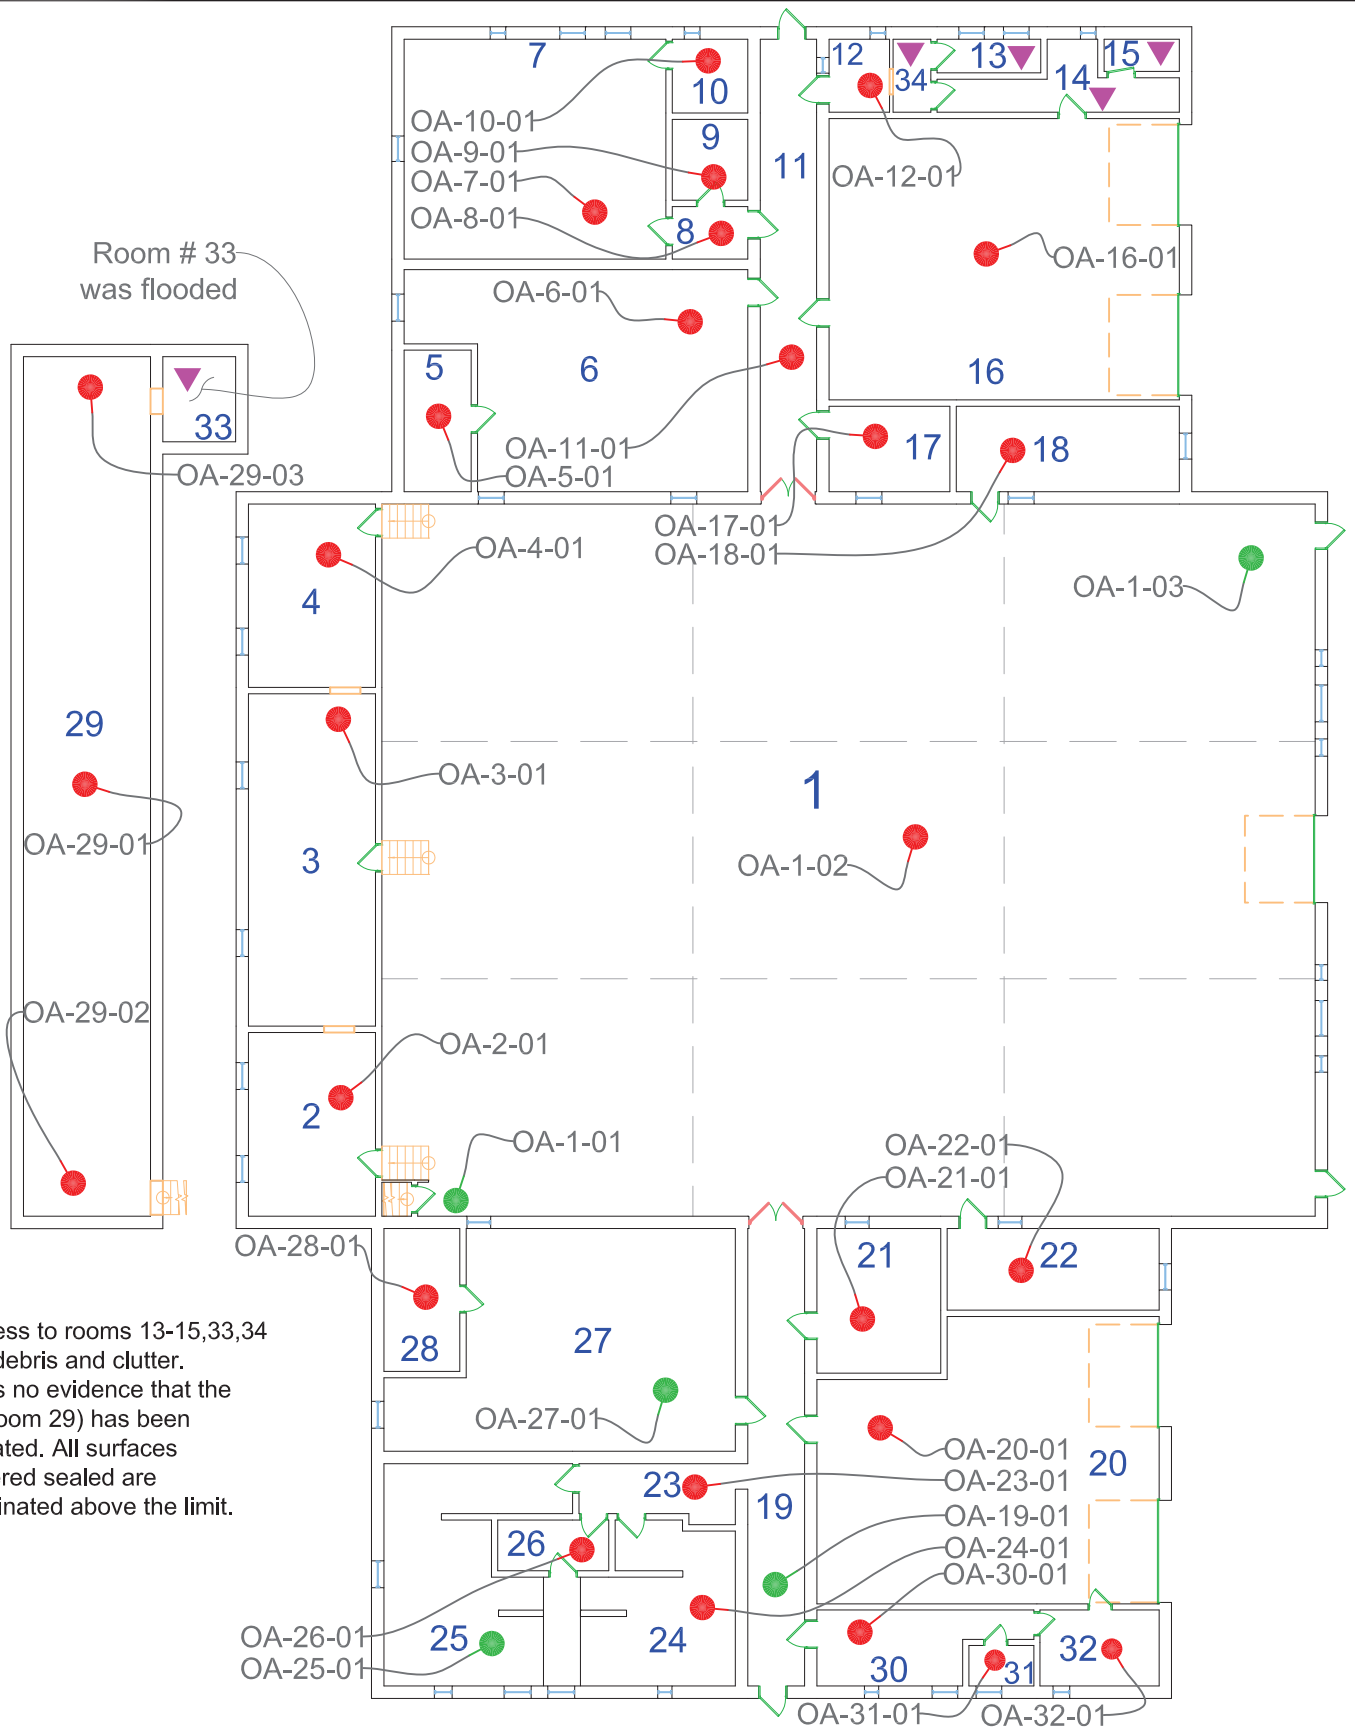 7
12
34
13
14
15
10
OA-10-01
9
OA-9-01
11
OA-12-01
OA-7-01
OA-8-01
8
Room # 33
was flooded
OA-16-01
OA-6-01
5
6
16
33
OA-11-01
17
18
OA-29-03
OA-5-01
OA-17-01
OA-4-01
OA-18-01
OA-1-03
4
29
OA-3-01
1
OA-29-01
3
OA-1-02
OA-29-02
OA-2-01
2
OA-1-01
OA-22-01
OA-21-01
OA-28-01
21
22
28
27
ess to rooms 13-15,33,34
debris and clutter.
s no evidence that the
oom 29) has been
ated. All surfaces
ered sealed are
inated above the limit.
OA-27-01
OA-20-01
20
OA-23-01
23
19
OA-19-01
26
OA-24-01
OA-30-01
OA-26-01
25
24
OA-25-01
30
31
32
OA-31-01
OA-32-01